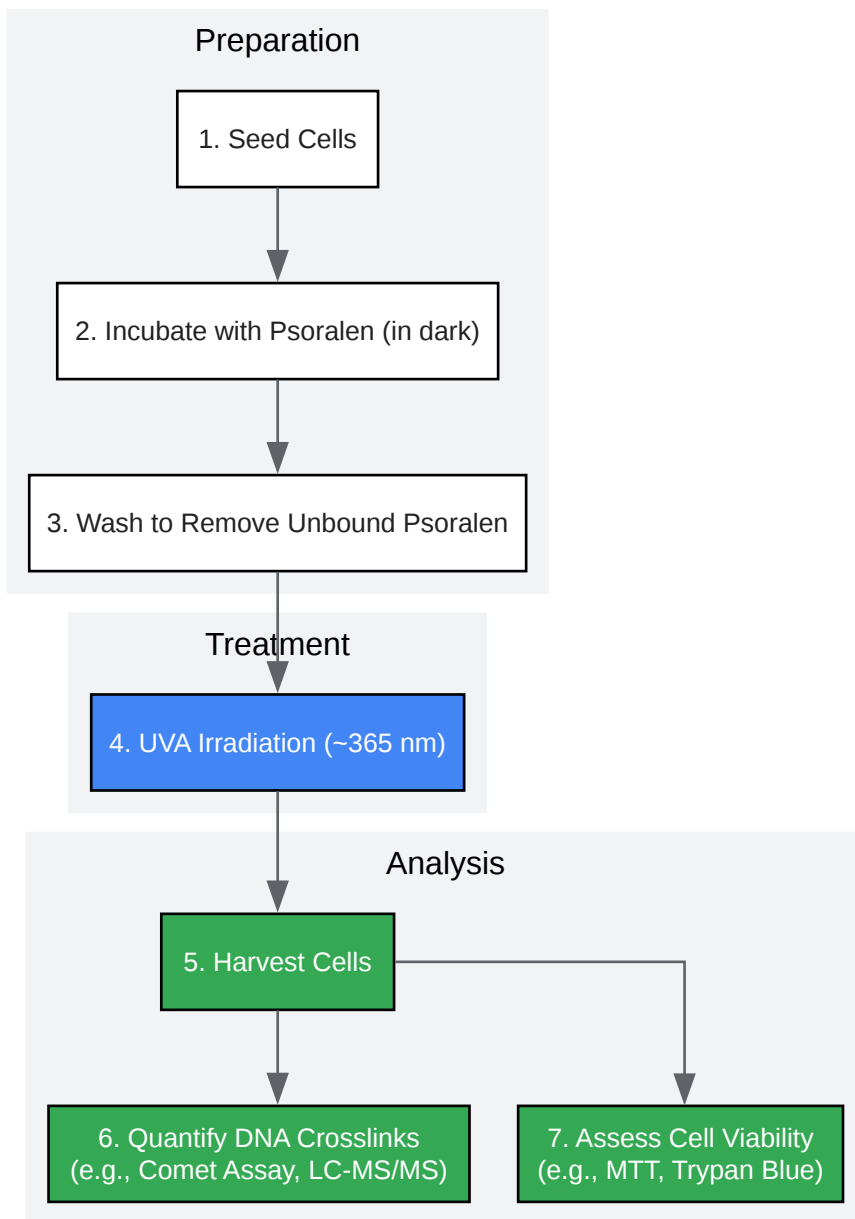 Preparation
1. Seed Cells
2. Incubate with Psoralen (in dark)
3. Wash to Remove Unbound Psoralen
Treatment
4. UVA Irradiation (~365 nm)
Analysis
5. Harvest Cells
6. Quantify DNA Crosslinks
(e.g., Comet Assay, LC-MS/MS)
7. Assess Cell Viability
(e.g., MTT, Trypan Blue)